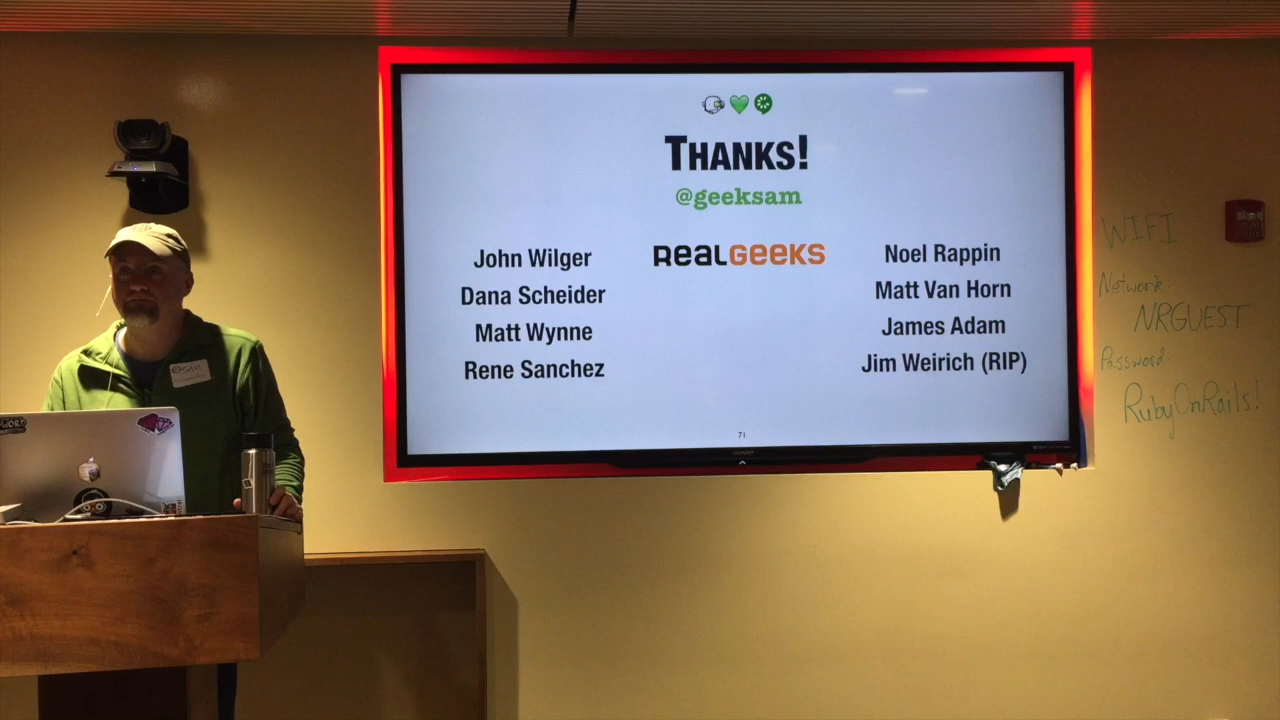 THANKS!
@geeksam
REALGEEKS
John Wilger
Dana Scheider
Matt Wynne
Rene Sanchez
Noel Rappin
Matt Van Horn
James Adam
Jim Weirich (RIP)
71
WIFI
Network:
NRGUEST
Password
RubyOnRails!